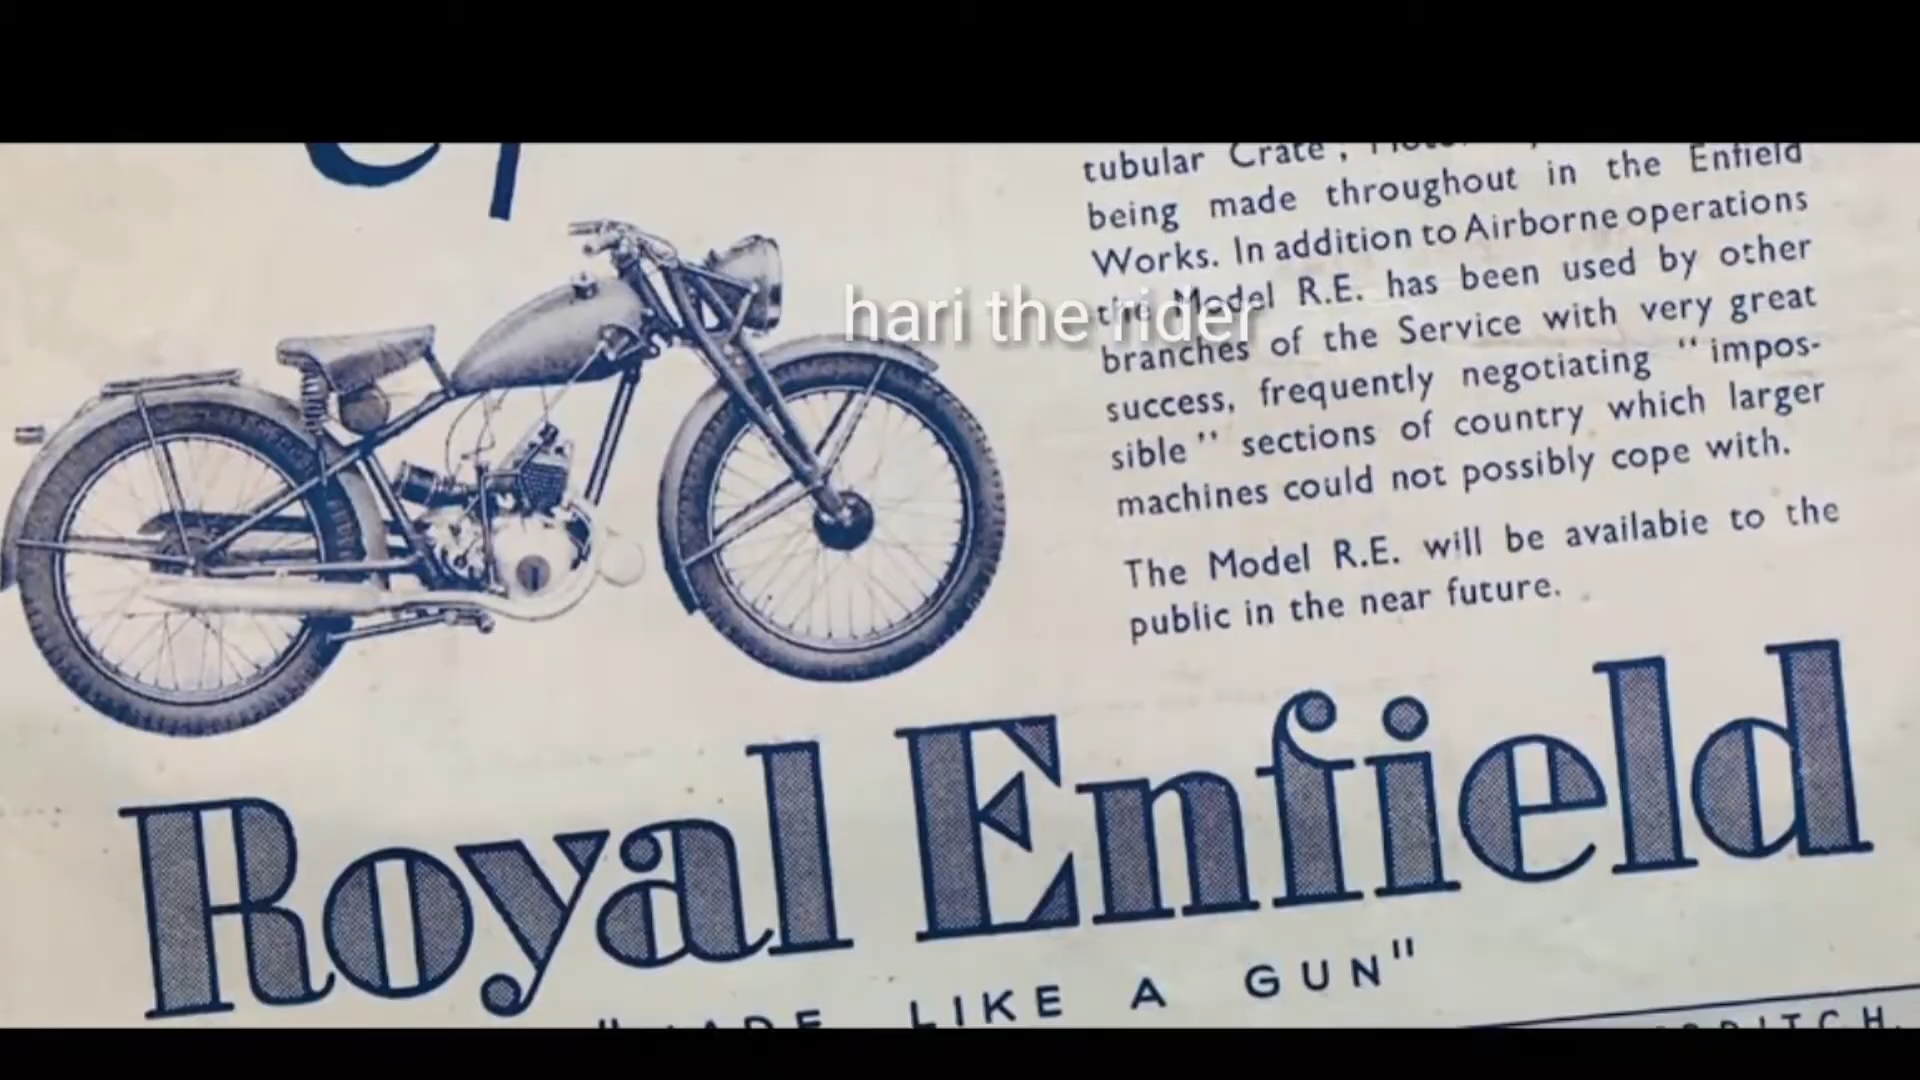 tubular Crate,
being made throughout in the Enfield
Works. In addition to Airborne operations
the Model R.E. has been used by other
hari the rider
branches of the Service with very great
success, frequently negotiating "impos-
sible" sections of country which larger
machines could not possibly cope with.
The Model R.E. will be available to the
public in the near future.
Royal Enfield
"MADE LIKE A GUN"